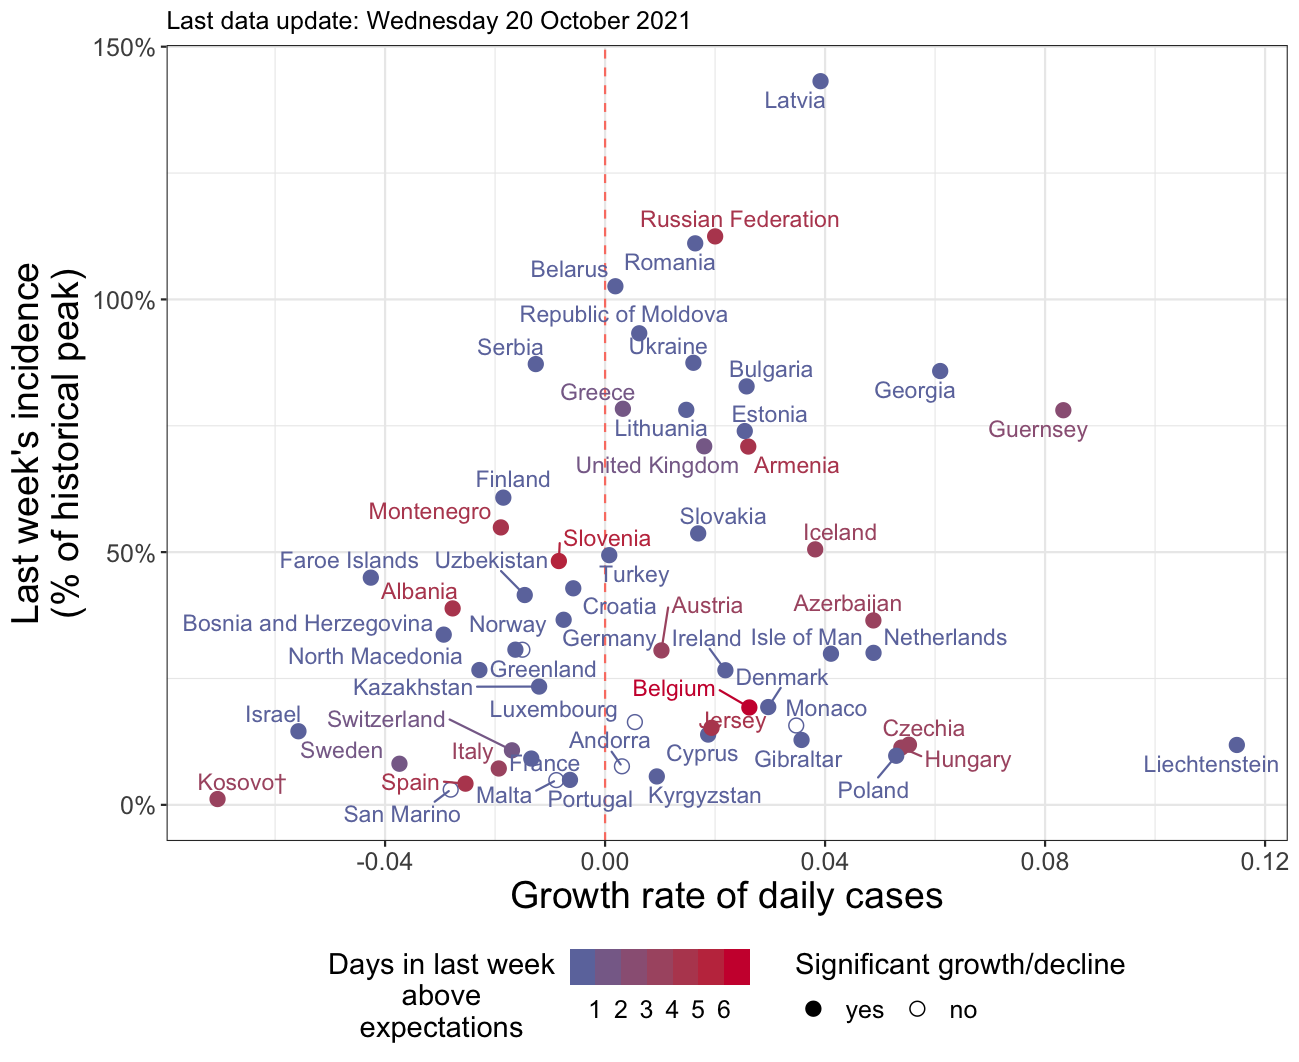 Last data update: Wednesday 20 October 2021
150%
Latvia
Russian Federation
Romania
Belarus
100%
Republic of Moldova
Ukraine
Serbia
Bulgaria
Georgia
Greece
Lithuania
Estonia
Guernsey
United Kingdom
Armenia
Finland
Montenegro
Slovakia
Iceland
Slovenia
50%
Faroe Islands
Uzbekistan
Turkey
Albania
Croatia
Austria
Azerbaijan
Bosnia and Herzegovina
Norway
Germany
Ireland
Isle of Man
Netherlands
North Macedonia
Greenland
Denmark
Kazakhstan
Belgium
Luxembourg
Monaco
Israel
Switzerland
Jersey
Czechia
Andorra
Sweden
Italy
France
Cyprus
Gibraltar
Hungary
Liechtenstein
Kosovo†
Spain
Malta
Portugal
Kyrgyzstan
Poland
San Marino
0%
Last week's incidence
(% of historical peak)
-0.04
0.00
0.04
0.08
0.12
Growth rate of daily cases
Days in last week
above
expectations
1 2 3 4 5 6
Significant growth/decline
yes
no